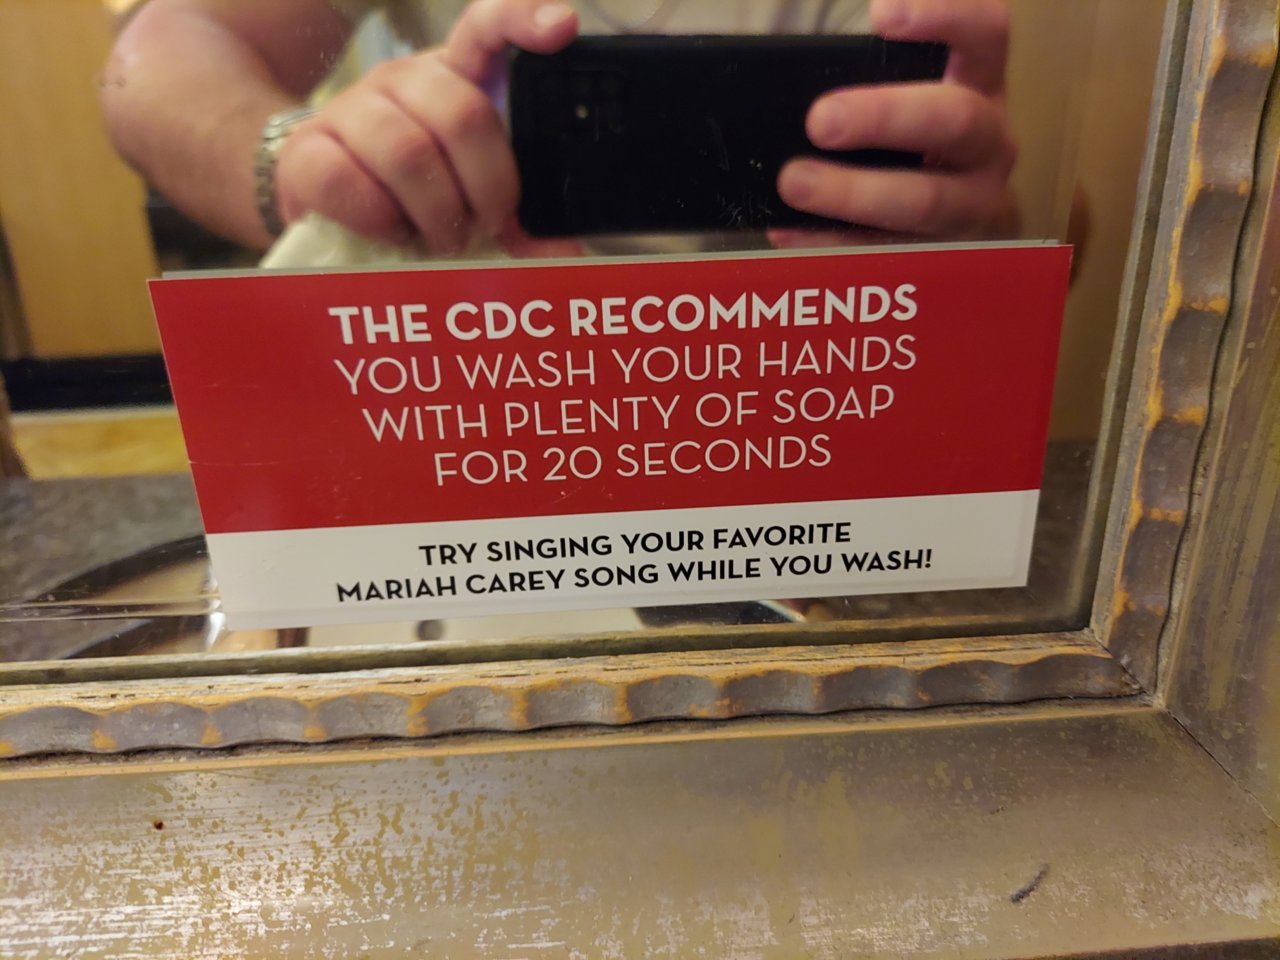 THE CDC RECOMMENDS
YOU WASH YOUR HANDS
WITH PLENTY OF SOAP
FOR 20 SECONDS
TRY SINGING YOUR FAVORITE
MARIAH CAREY SONG WHILE YOU WASH!